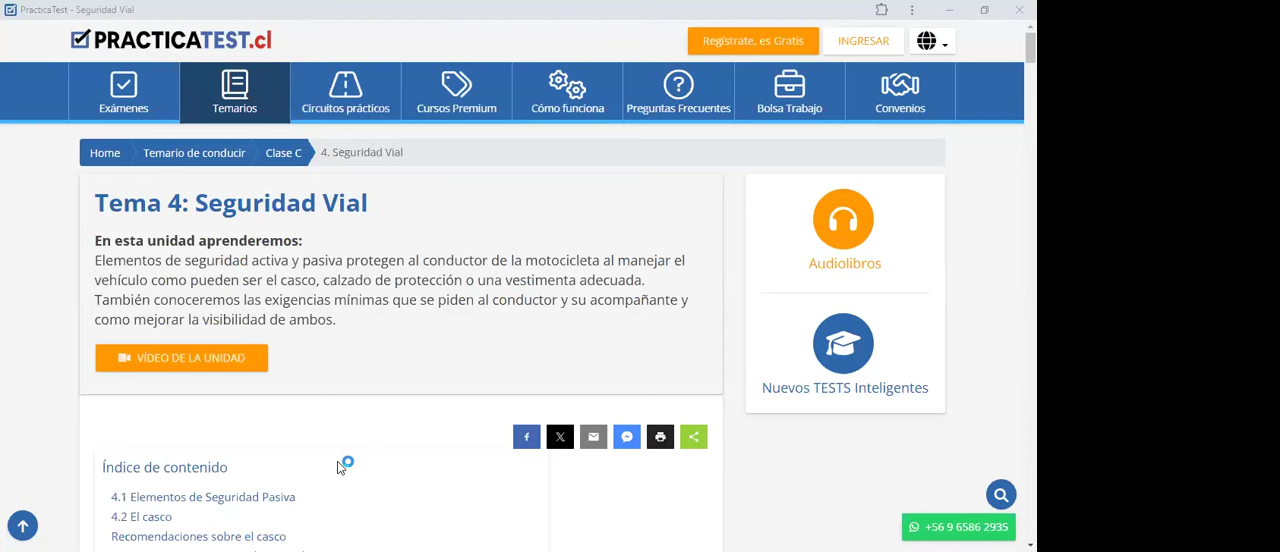 PracticaTest - Seguridad Vial
PRACTICATEST.cl
Regístrate, es Gratis
INGRESAR
Exámenes
Temarios
Circuitos prácticos
Cursos Premium
Cómo funciona
Preguntas Frecuentes
Bolsa Trabajo
Convenios
Home
Temario de conducir
Clase C
4. Seguridad Vial
Tema 4: Seguridad Vial
En esta unidad aprenderemos:
Elementos de seguridad activa y pasiva protegen al conductor de la motocicleta al manejar el
vehículo como pueden ser el casco, calzado de protección o una vestimenta adecuada.
También conoceremos las exigencias mínimas que se piden al conductor y su acompañante y
como mejorar la visibilidad de ambos.
VÍDEO DE LA UNIDAD
Audiolibros
Nuevos TESTS Inteligentes
Índice de contenido
4.1 Elementos de Seguridad Pasiva
4.2 El casco
Recomendaciones sobre el casco
+56 9 6586 2935